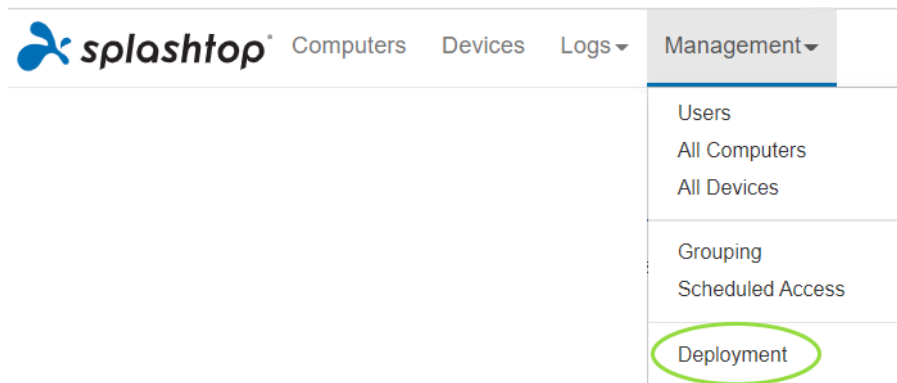 splashtop® Computers Devices Logs Management
Users
All Computers
All Devices
Grouping
Scheduled Access
Deployment